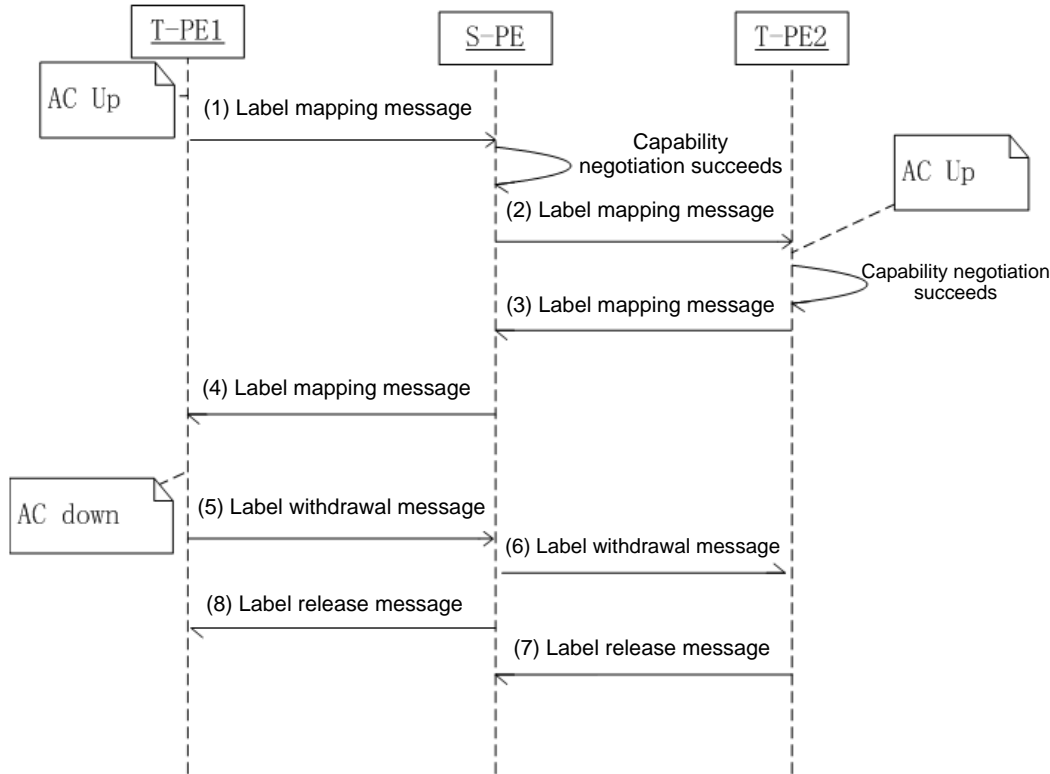 T-PE1
S-PE
T-PE2
AC Up
(1) Label mapping message
Capability
negotiation succeeds
AC Up
(2) Label mapping message
Capability negotiation
succeeds
(3) Label mapping message
(4) Label mapping message
AC down
(5) Label withdrawal message
(6) Label withdrawal message
(8) Label release message
(7) Label release message